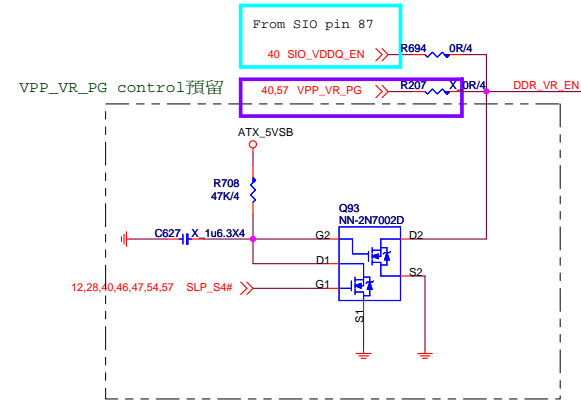 From SIO pin 87
40 SIO_VDDQ_EN
R694 0R/4
VPP_VR_PG control預留
40,57 VPP_VR_PG
R207 X_0R/4
DDR_VR_EN
ATX_5VSB
R708
47K/4
Q93
NN-2N7002D
C627 X_1u6.3X4
G2
D2
D1
S2
12,28,40,46,47,54,57 SLP_S4#
G1
S1